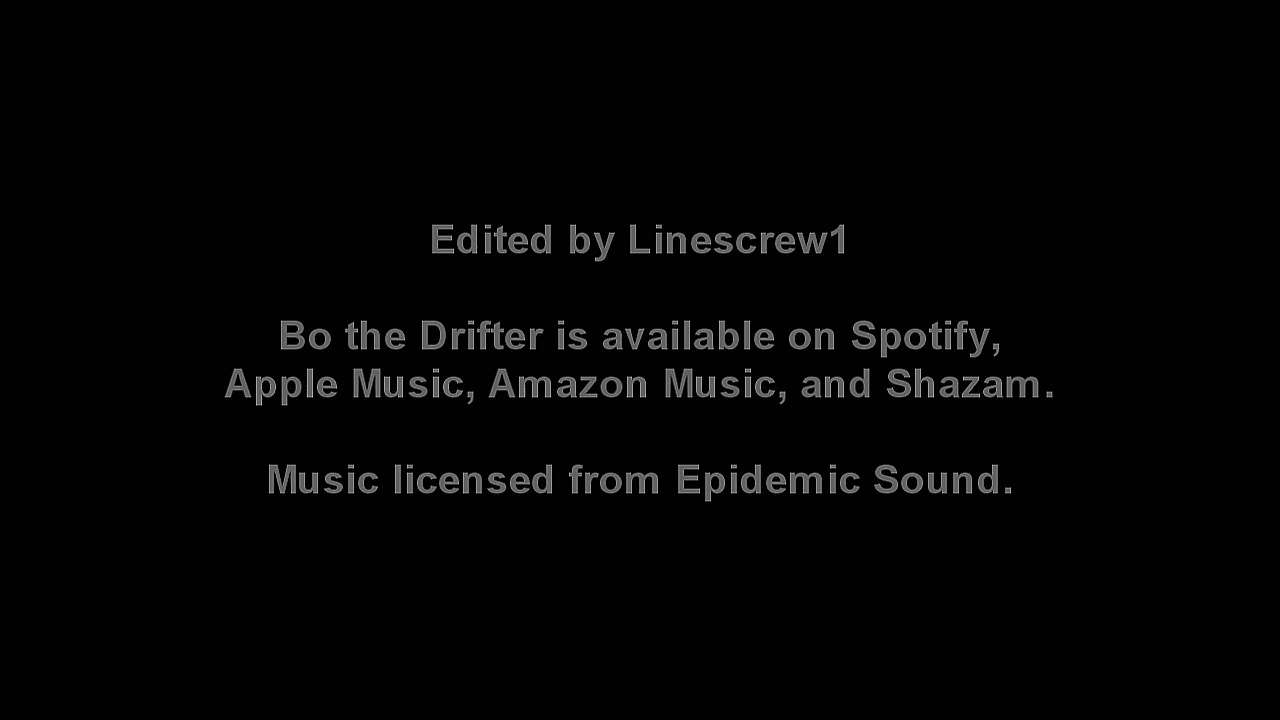 Edited by Linescrew1
Bo the Drifter is available on Spotify,
Apple Music, Amazon Music, and Shazam.
Music licensed from Epidemic Sound.